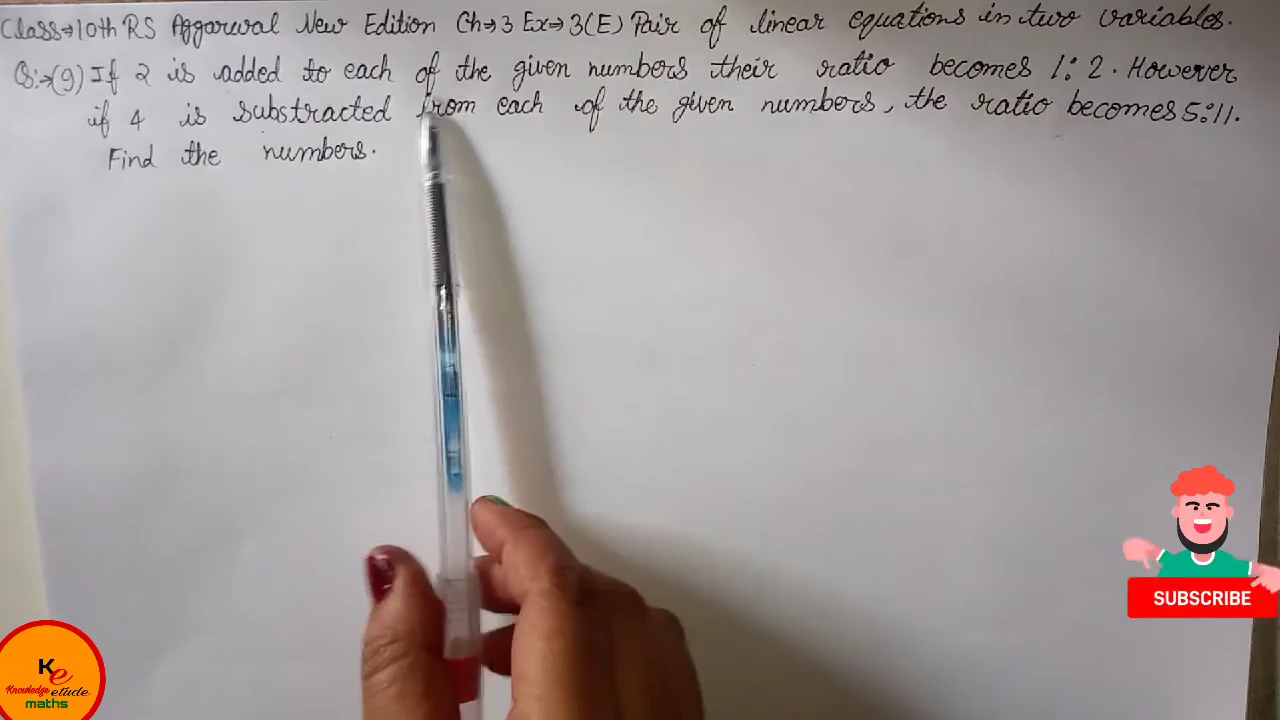 Class→10th RS Aggarwal New Edition Ch→3 Ex→3(E) Pair of linear equations in two variables.
Q:→(9) If 2 is added to each of the given numbers their ratio becomes 1:2. However
if 4 is substracted from each of the given numbers, the ratio becomes 5:11.
Find the numbers.
SUBSCRIBE
Ke
Knowledge etude
maths